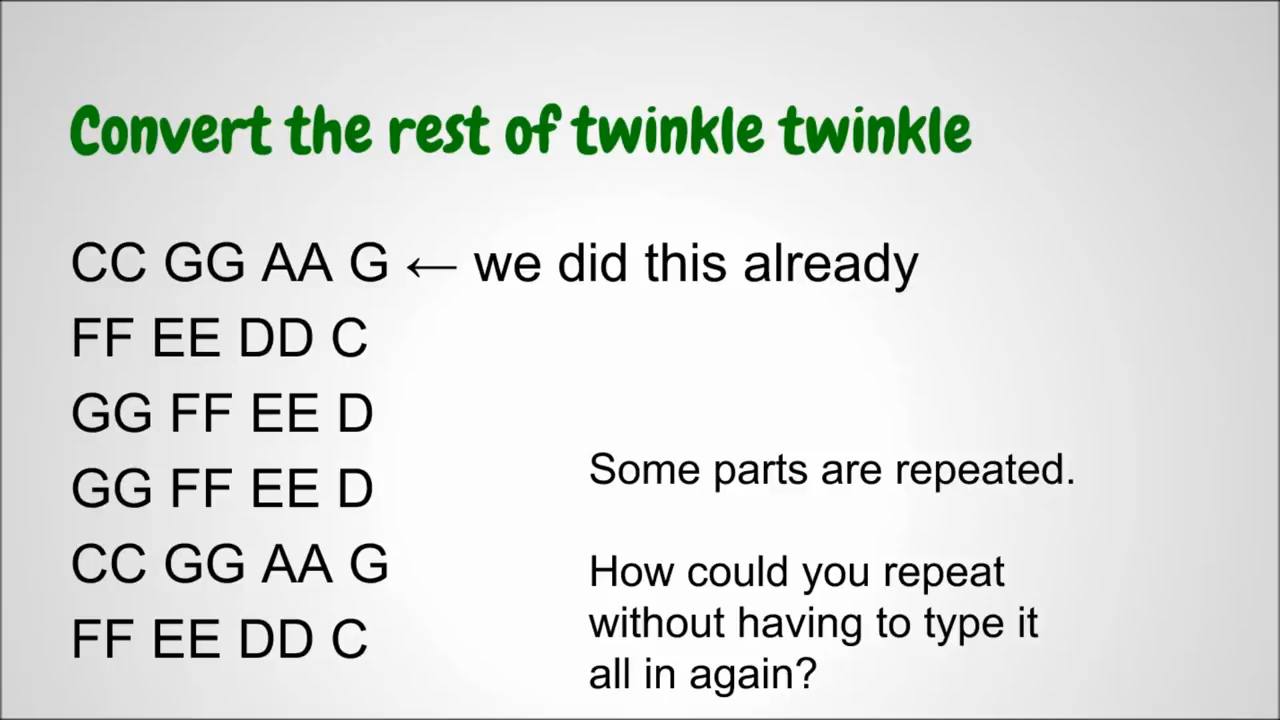 Convert the rest of twinkle twinkle
CC GG AA G ← we did this already
FF EE DD C
GG FF EE D
GG FF EE D
CC GG AA G
FF EE DD C
Some parts are repeated.
How could you repeat
without having to type it
all in again?